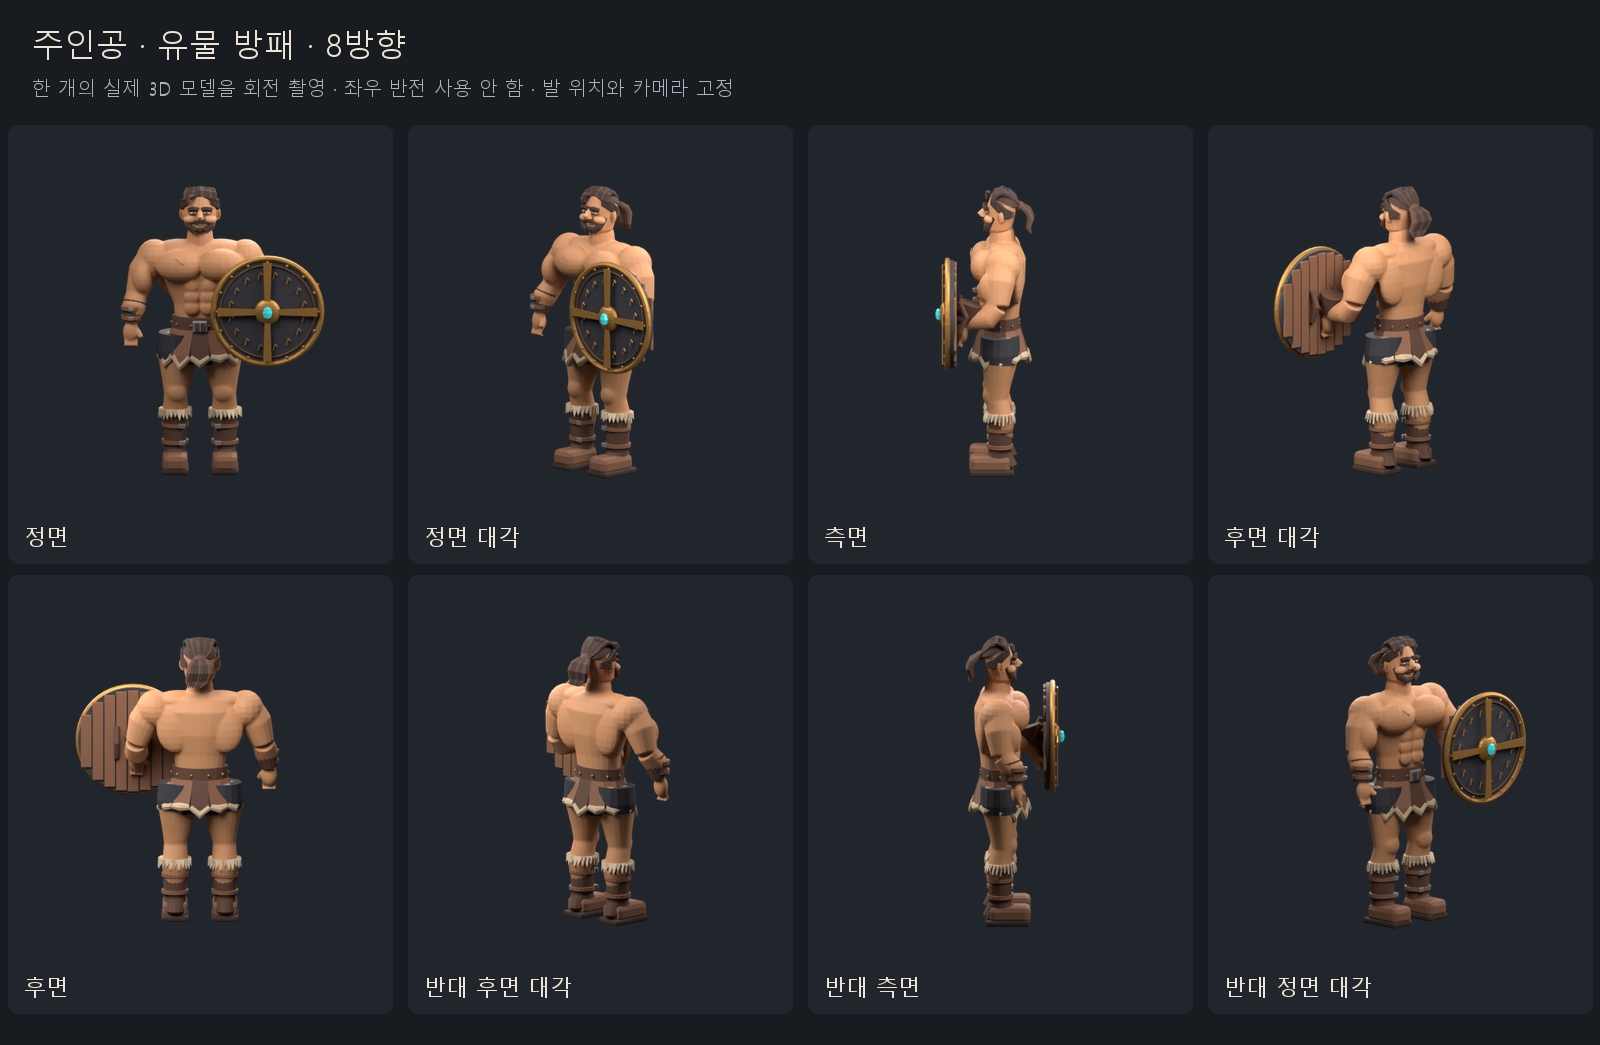 주인공 · 유물 방패 · 8방향
한 개의 실제 3D 모델을 회전 촬영 · 좌우 반전 사용 안 함 · 발 위치와 카메라 고정
정면
정면 대각
측면
후면 대각
후면
반대 후면 대각
반대 측면
반대 정면 대각